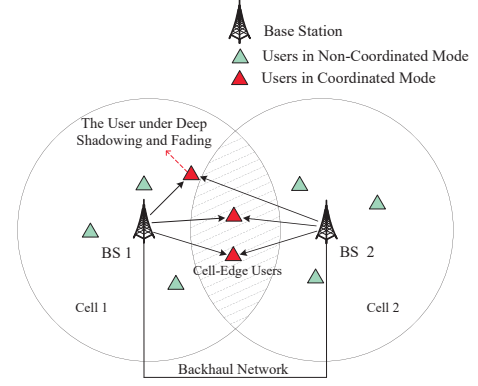 Base Station
Users in Non-Coordinated Mode
Users in Coordinated Mode
The User under Deep
Shadowing and Fading
BS 1
BS 2
Cell-Edge Users
Cell 1
Cell 2
Backhaul Network